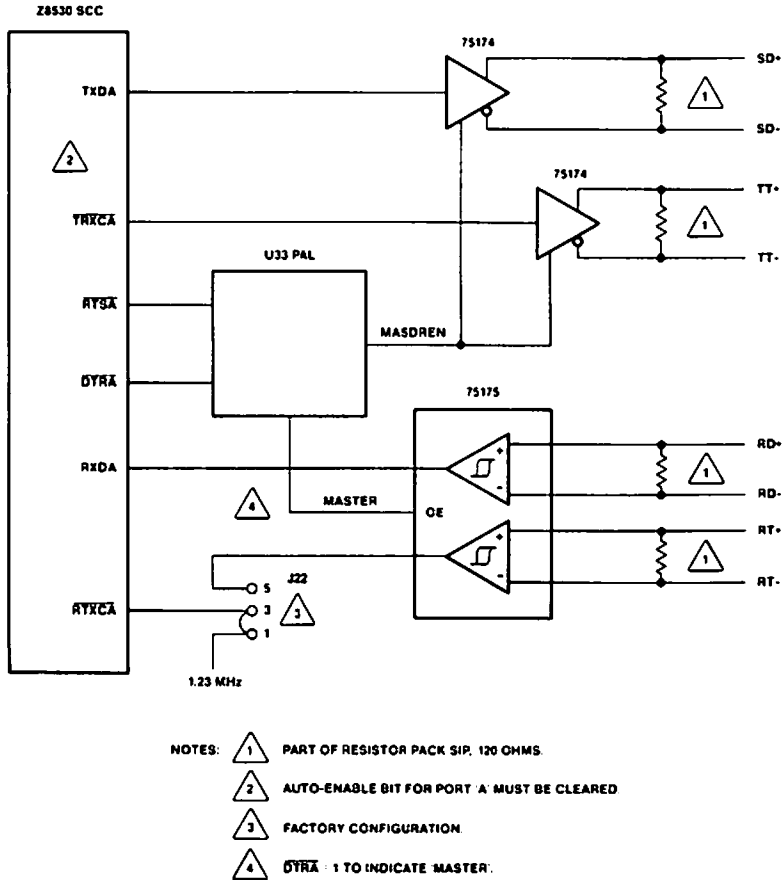 Z8530 SCC
75174
SD+
TXDA
1
SD-
2
75174
TT+
TRXCA
1
TT-
U33 PAL
RTSA
MASDREN
DTRA
75175
RD+
RXDA
1
RD-
4
MASTER
OE
RT+
J22
5
1
RT-
RTXCA
3
3
1
1.23 MHz
NOTES: 1 PART OF RESISTOR PACK SIP, 120 OHMS.
2 AUTO-ENABLE BIT FOR PORT 'A' MUST BE CLEARED.
3 FACTORY CONFIGURATION.
4 DTRA = 1 TO INDICATE 'MASTER'.